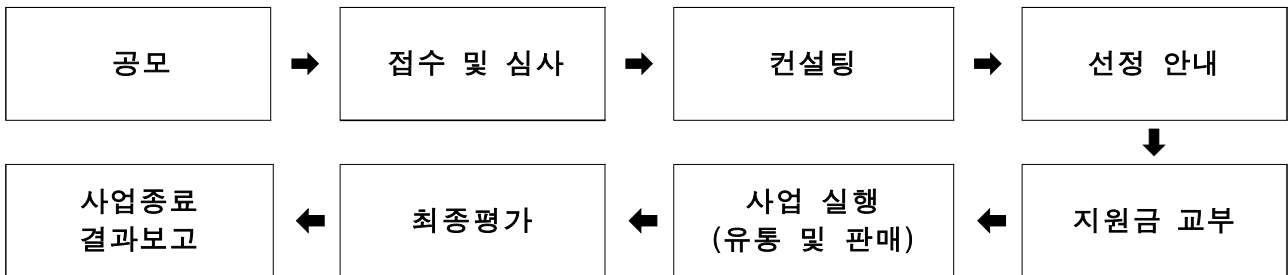 공모
접수 및 심사
컨설팅
선정 안내
지원금 교부
사업 실행
(유통 및 판매)
최종평가
사업종료
결과보고